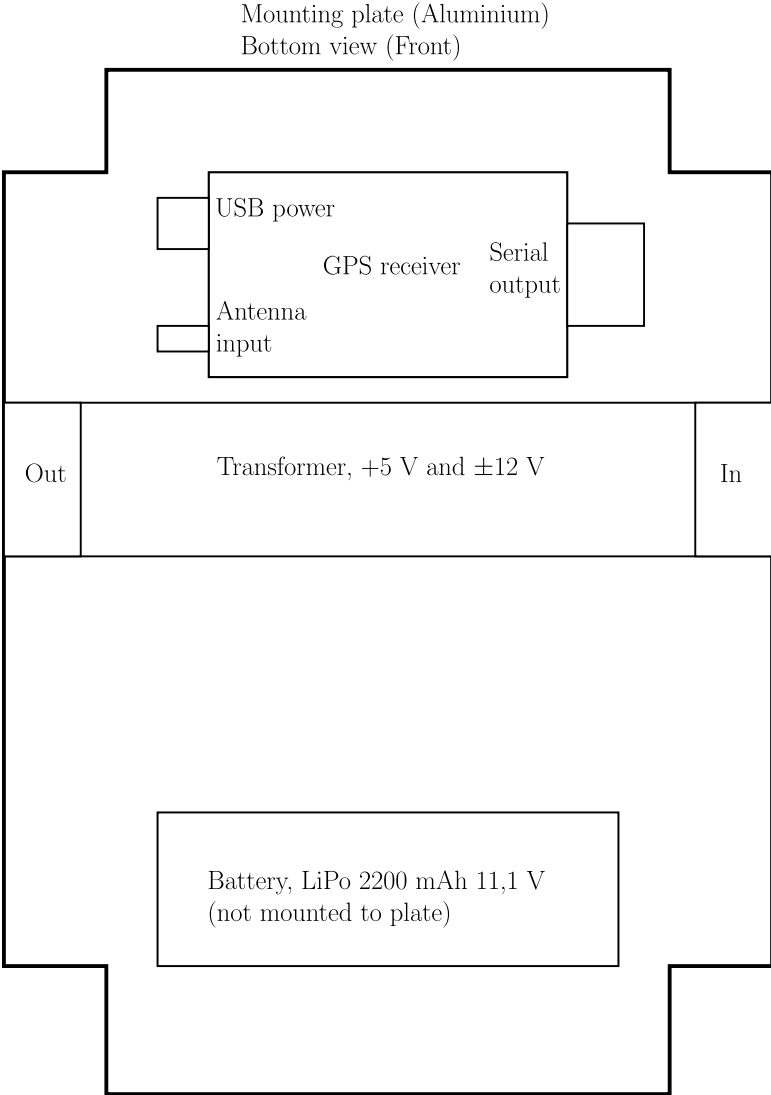 Mounting plate (Aluminium)
Bottom view (Front)
USB power
GPS receiver
Serial
output
Antenna
input
Out
Transformer, +5 V and ±12 V
In
Battery, LiPo 2200 mAh 11,1 V
(not mounted to plate)